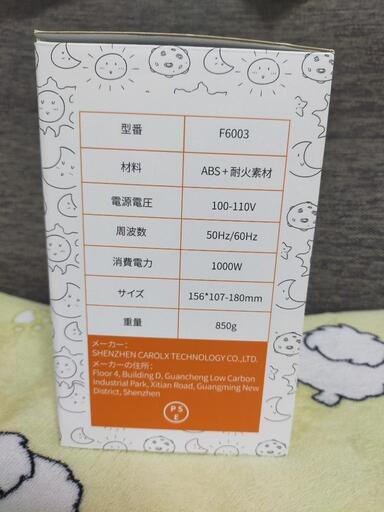 型番 F6003
材料 ABS+耐火素材
電源電圧 100-110V
周波数 50Hz/60Hz
消費電力 1000W
サイズ 156*107-180mm
重量 850g
メーカー:
SHENZHEN CAROLX TECHNOLOGY CO.,LTD.
メーカーの住所:
Floor 4, Building D, Guancheng Low Carbon
Industrial Park, Xitian Road, Guangming New
District, Shenzhen
P S
E